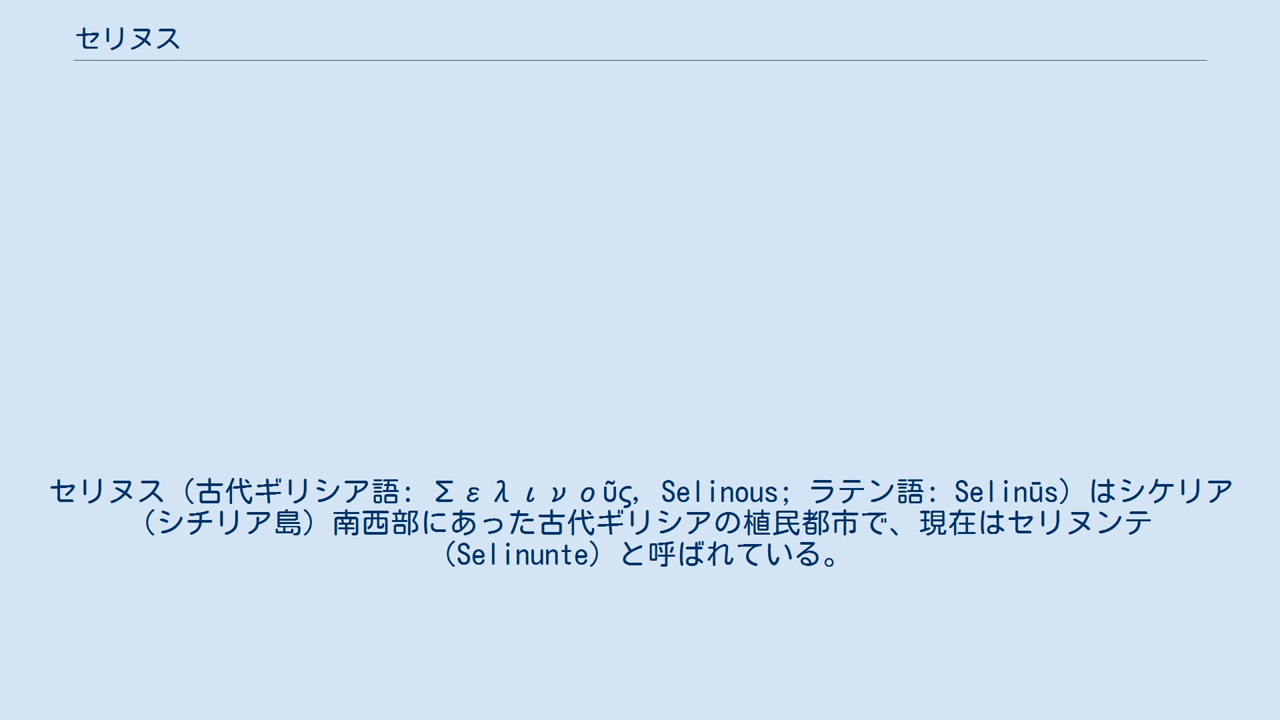 セリヌス
セリヌス（古代ギリシア語: Σελινοῦς, Selinous; ラテン語: Selinūs）はシケリア
（シチリア島）南西部にあった古代ギリシアの植民都市で、現在はセリヌンテ
（Selinunte）と呼ばれている。